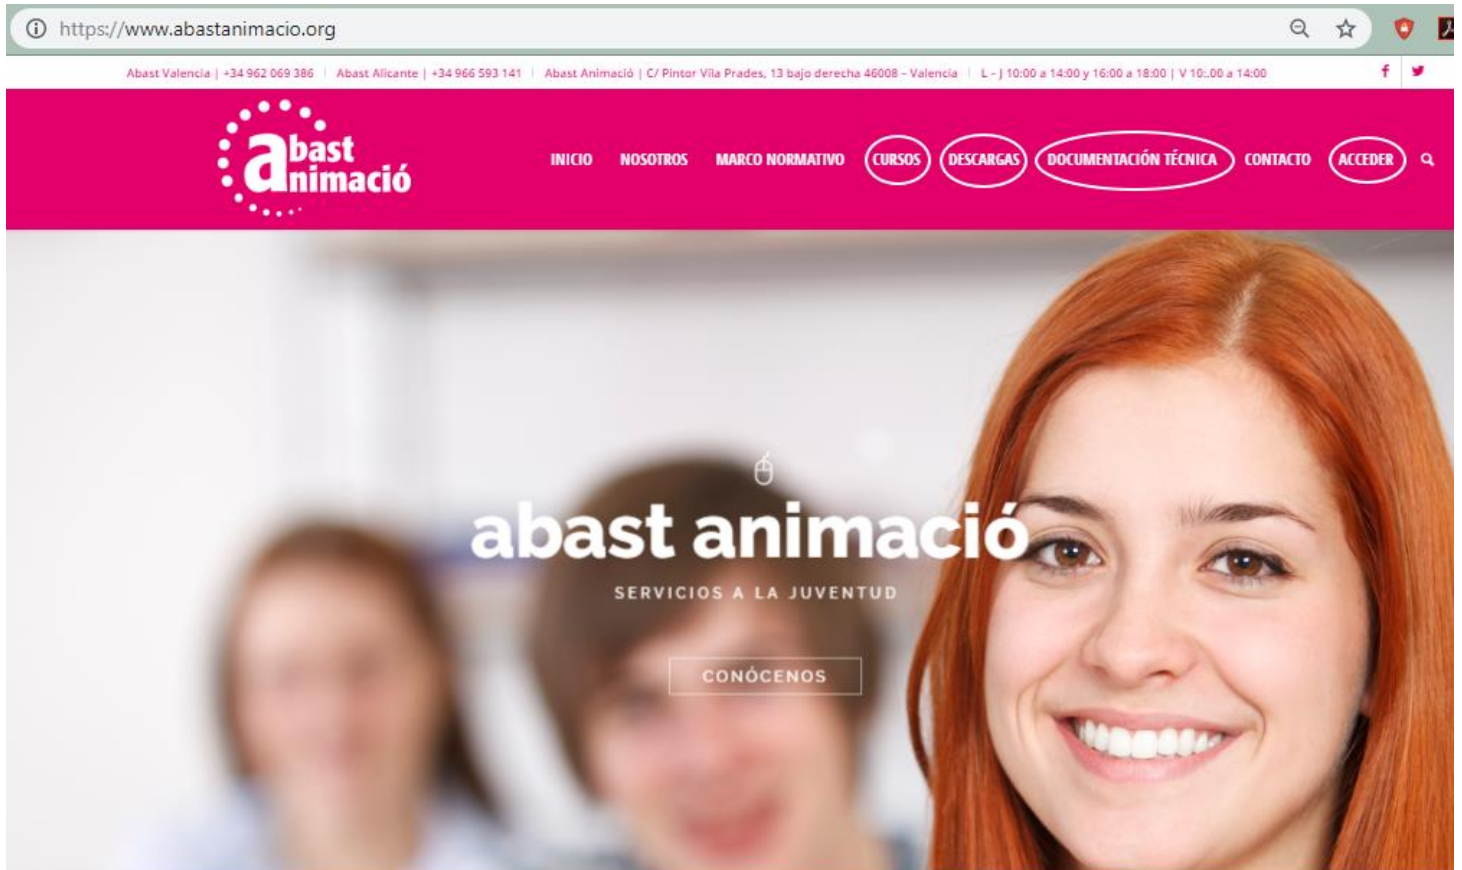 https://www.abastanimacio.org
Abast Valencia | +34 962 069 386 | Abast Alicante | +34 966 593 141 | Abast Animació | C/ Pintor Vila Prades, 13 bajo derecha 46008 – Valencia | L – J 10:00 a 14:00 y 16:00 a 18:00 | V 10:.00 a 14:00
abast
animació
INICIO NOSOTROS MARCO NORMATIVO CURSOS DESCARGAS DOCUMENTACIÓN TÉCNICA CONTACTO ACCEDER
abast animació
SERVICIOS A LA JUVENTUD
CONÓCENOS